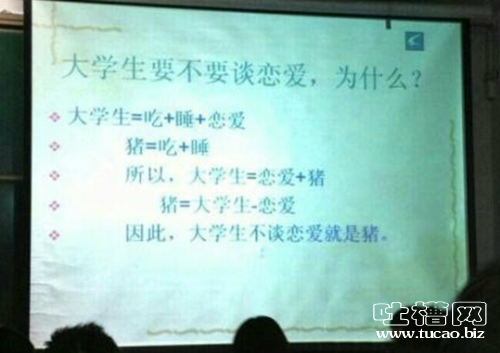 大学生要不要谈恋爱，为什么？
大学生=吃+睡+恋爱
猪=吃+睡
所以，大学生=恋爱+猪
猪=大学生-恋爱
因此，大学生不谈恋爱就是猪。
吐槽网
www.tucao.biz